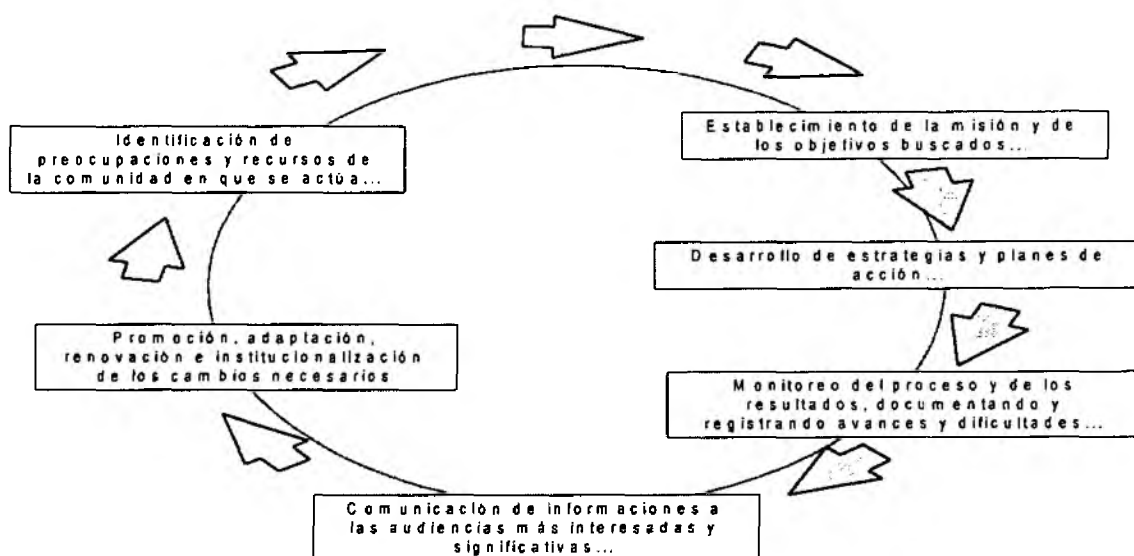 Identificación de
preocupaciones y recursos de
la comunidad en que se actúa...
Establecimiento de la misión y de
los objetivos buscados...
Desarrollo de estrategias y planes de
acción...
Monitoreo del proceso y de los
resultados, documentando y
registrando avances y dificultades...
Comunicación de informaciones a
las audiencias más interesadas y
significativas...
Promoción, adaptación,
renovación e institucionalización
de los cambios necesarios